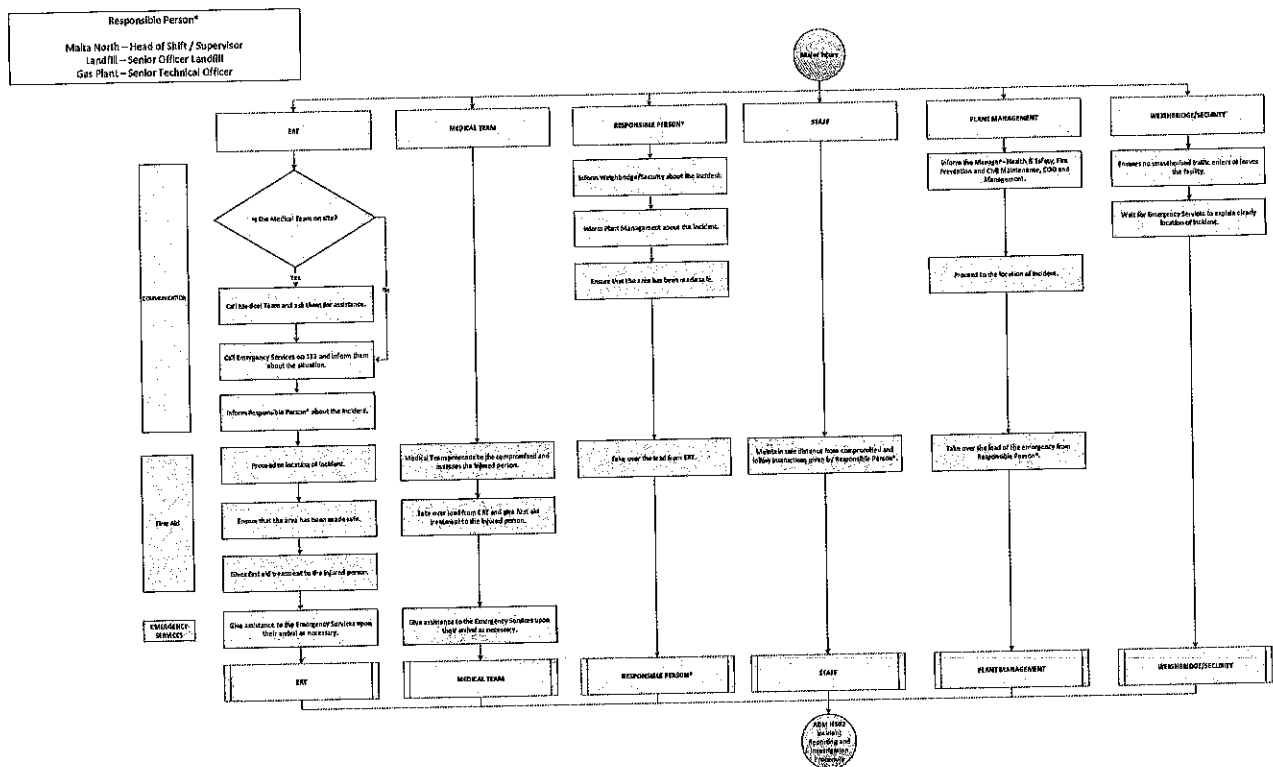 Responsible Person*
Malta North – Head of Shift / Supervisor
Landfill – Senior Officer Landfill
Gas Plant – Senior Technical Officer
Major Injury
ERT
MEDICAL TEAM
RESPONSIBLE PERSON*
STAFF
PLANT MANAGEMENT
WEIGHBRIDGE/SECURITY
COMMUNICATION
Is the Medical Team on site?
Yes
No
Call Medical Team and ask them for assistance.
Call Emergency Services on 112 and inform them
about the situation.
Inform Responsible Person* about the incident.
Inform Weighbridge/Security about the incident.
Inform Plant Management about the incident.
Ensure that the area has been made safe.
Inform the Manager - Health & Safety, Fire
Prevention and Civil Maintenance, COO and
Management.
Proceed to the location of incident.
Ensures no unauthorised traffic enters or leaves
the facility.
Wait for Emergency Services to explain clearly
location of incident.
First Aid
Proceed to location of incident.
Ensure that the area has been made safe.
Gives first aid treatment to the injured person.
Medical Team proceeds to the compromised and
assesses the injured person.
Take over lead from ERT and give first aid
treatment to the injured person.
Take over the lead from ERT.
Maintain safe distance from compromised and
follow instructions given by Responsible Person*.
Take over the lead of the emergency from
Responsible Person*.
EMERGENCY
SERVICES
Give assistance to the Emergency Services upon
their arrival as necessary.
Give assistance to the Emergency Services upon
their arrival as necessary.
ERT
MEDICAL TEAM
RESPONSIBLE PERSON*
STAFF
PLANT MANAGEMENT
WEIGHBRIDGE/SECURITY
Incident
Reporting and
Investigation
Procedure